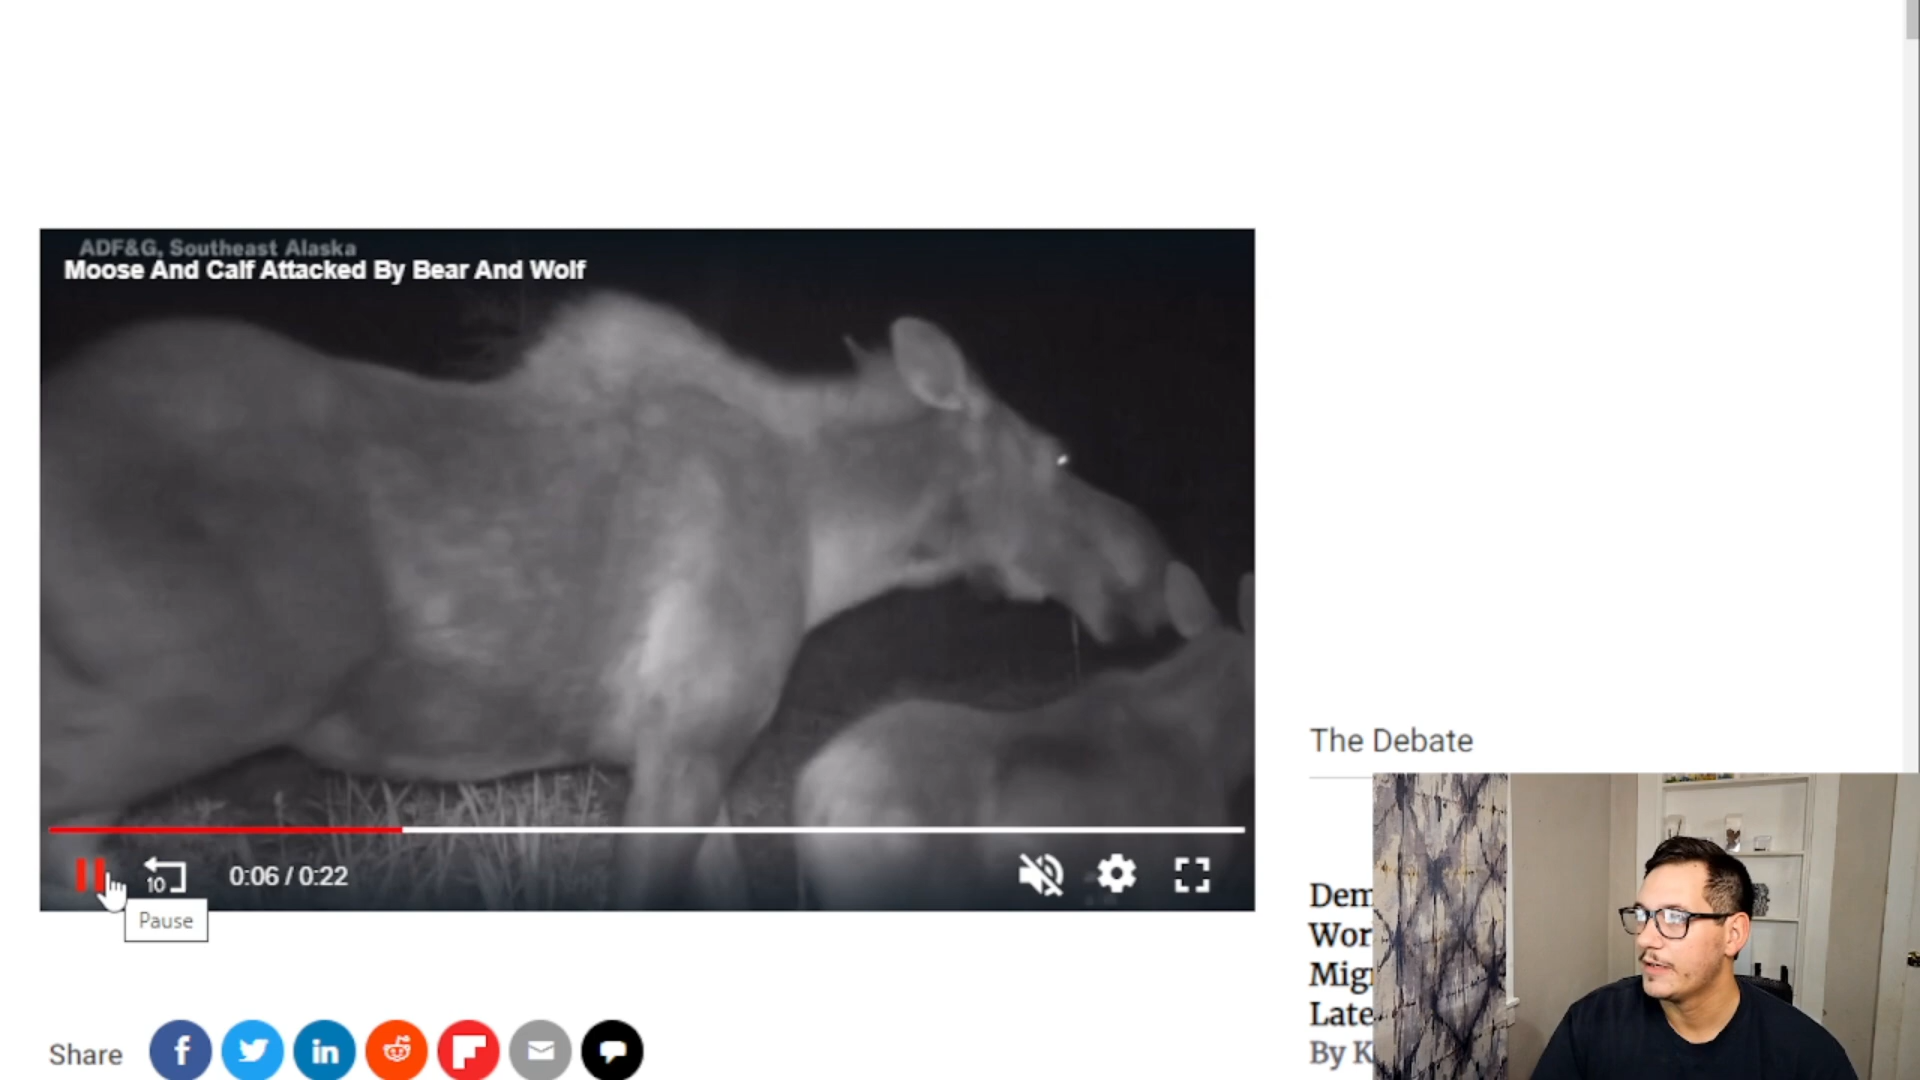 ADF&G, Southeast Alaska
Moose And Calf Attacked By Bear And Wolf
10
0:06 / 0:22
Pause
The Debate
Share
By K